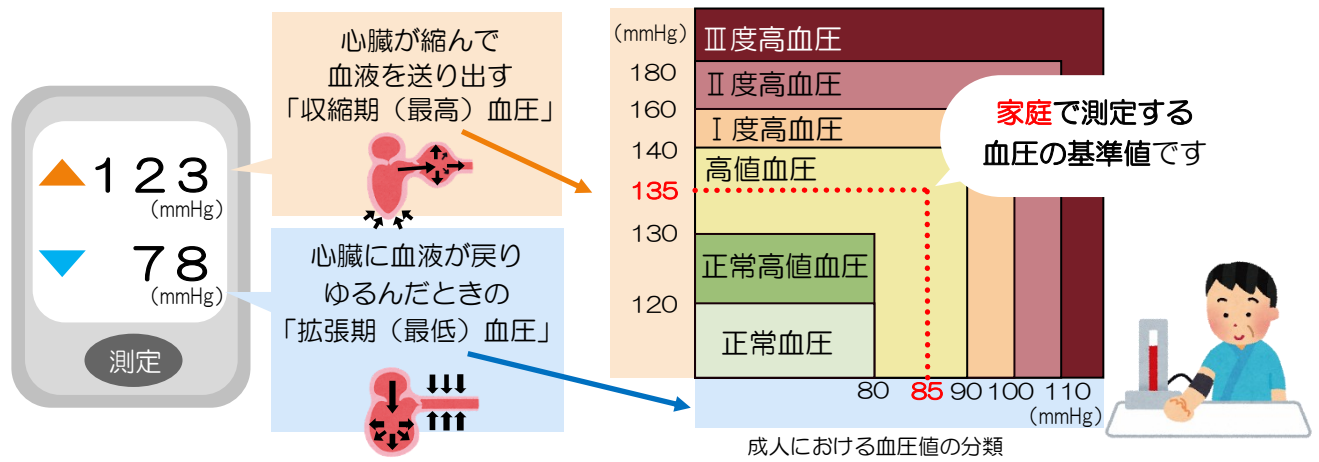 １２３
(mmHg)
７８
(mmHg)
測定
心臓が縮んで
血液を送り出す
「収縮期（最高）血圧」
心臓に血液が戻り
ゆるんだときの
「拡張期（最低）血圧」
(mmHg)
180
160
140
135
130
120
Ⅲ度高血圧
Ⅱ度高血圧
Ⅰ度高血圧
高値血圧
正常高値血圧
正常血圧
家庭で測定する
血圧の基準値です
80 85 90 100 110
(mmHg)
成人における血圧値の分類